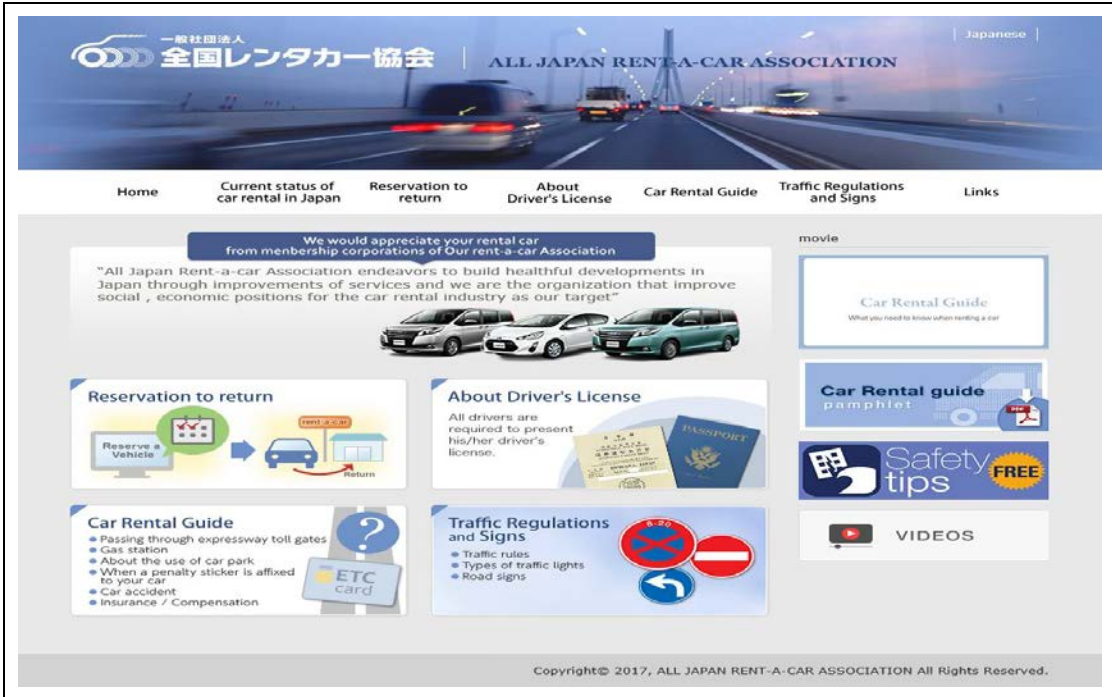 一般社団法人
全国レンタカー協会
ALL JAPAN RENT-A-CAR ASSOCIATION
Japanese
Home
Current status of
car rental in Japan
Reservation to
return
About
Driver's License
Car Rental Guide
Traffic Regulations
and Signs
Links
We would appreciate your rental car
from menbership corporations of Our rent-a-car Association
"All Japan Rent-a-car Association endeavors to build healthful developments in
Japan through improvements of services and we are the organization that improve
social , economic positions for the car rental industry as our target"
movie
Car Rental Guide
What you need to know when renting a car
Car Rental guide
pamphlet
PDF
Safety
tips
FREE
VIDEOS
Reservation to return
Reserve a
Vehicle
rent-a-car
Return
About Driver's License
All drivers are
required to present
his/her driver's
license.
PASSPORT
Car Rental Guide
Passing through expressway toll gates
Gas station
About the use of car park
When a penalty sticker is affixed
to your car
Car accident
Insurance / Compensation
?
ETC
card
Traffic Regulations
and Signs
Traffic rules
Types of traffic lights
Road signs
8-20
Copyright© 2017, ALL JAPAN RENT-A-CAR ASSOCIATION All Rights Reserved.